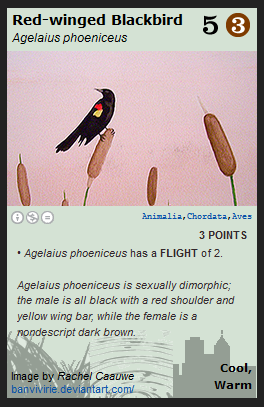 Red-winged Blackbird
Agelaius phoeniceus
5 3
Animalia,Chordata,Aves
3 POINTS
• Agelaius phoeniceus has a FLIGHT of 2.
Agelaius phoeniceus is sexually dimorphic;
the male is all black with a red shoulder and
yellow wing bar, while the female is a
nondescript dark brown.
Image by Rachel Caauwe
banvivirie.deviantart.com/
Cool,
Warm